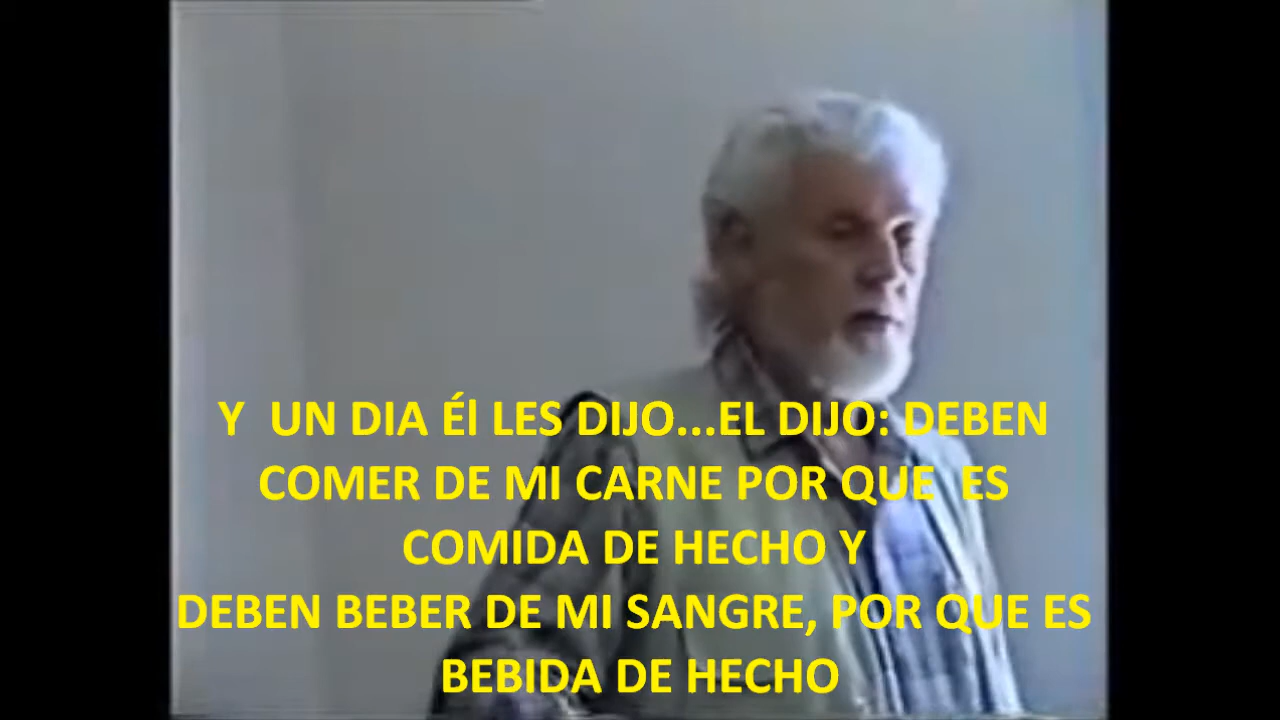 Y  UN DIA Él LES DIJO...EL DIJO: DEBEN
COMER DE MI CARNE POR QUE  ES
COMIDA DE HECHO Y
DEBEN BEBER DE MI SANGRE, POR QUE ES
BEBIDA DE HECHO